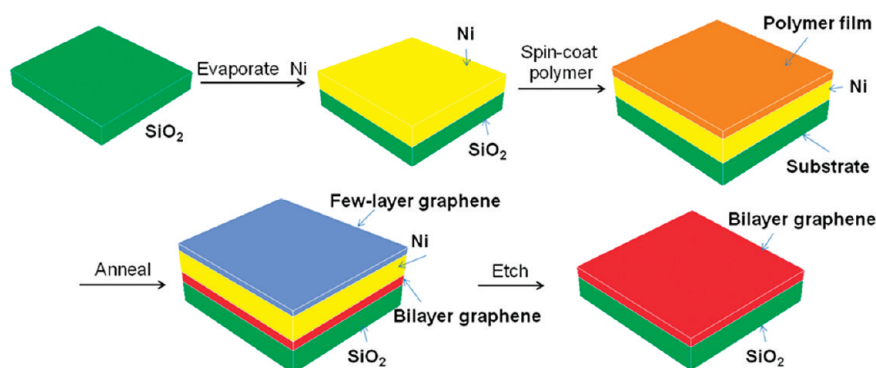 SiO2
Evaporate Ni
Ni
SiO2
Spin-coat
polymer
Polymer film
Ni
Substrate
Anneal
Few-layer graphene
Ni
Bilayer graphene
SiO2
Etch
Bilayer graphene
SiO2